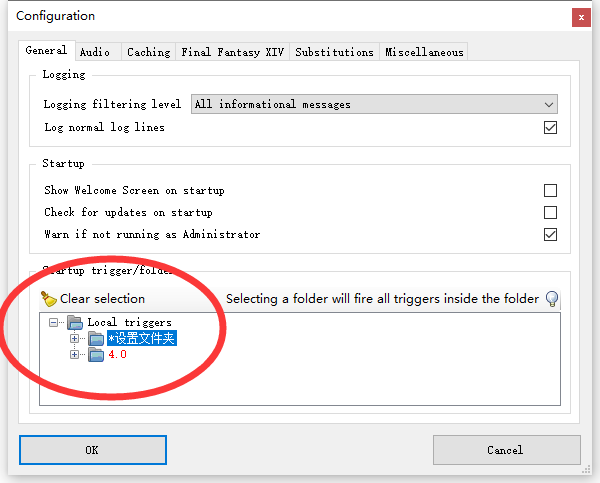 Configuration
General Audio Caching Final Fantasy XIV Substitutions Miscellaneous
Logging
Logging filtering level All informational messages
Log normal log lines
Startup
Show Welcome Screen on startup
Check for updates on startup
Warn if not running as Administrator
Startup trigger/folder
Clear selection Selecting a folder will fire all triggers inside the folder
Local triggers
*设置文件夹
4.0
OK Cancel